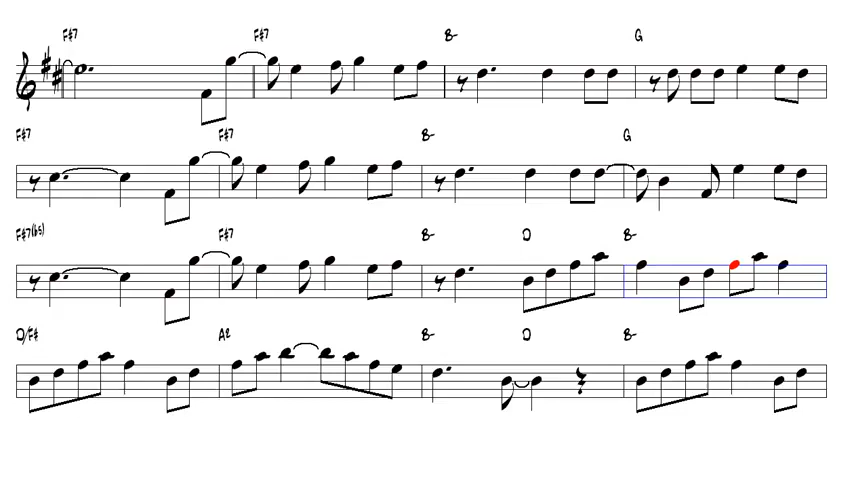 F#7 F#7 B- G
F#7 F#7 B- G
F#7(b5) F#7 B- D B-
D/F# A2 B- D B-